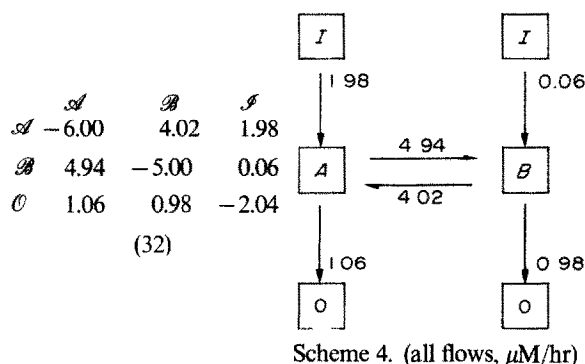 I I
1.98 0.06
𝒜 ℬ ℐ
𝒜 −6.00 4.02 1.98
4 94
ℬ 4.94 −5.00 0.06
A B
4 02
𝒪 1.06 0.98 −2.04
(32)
1.06 0.98
O O
Scheme 4. (all flows, μM/hr)